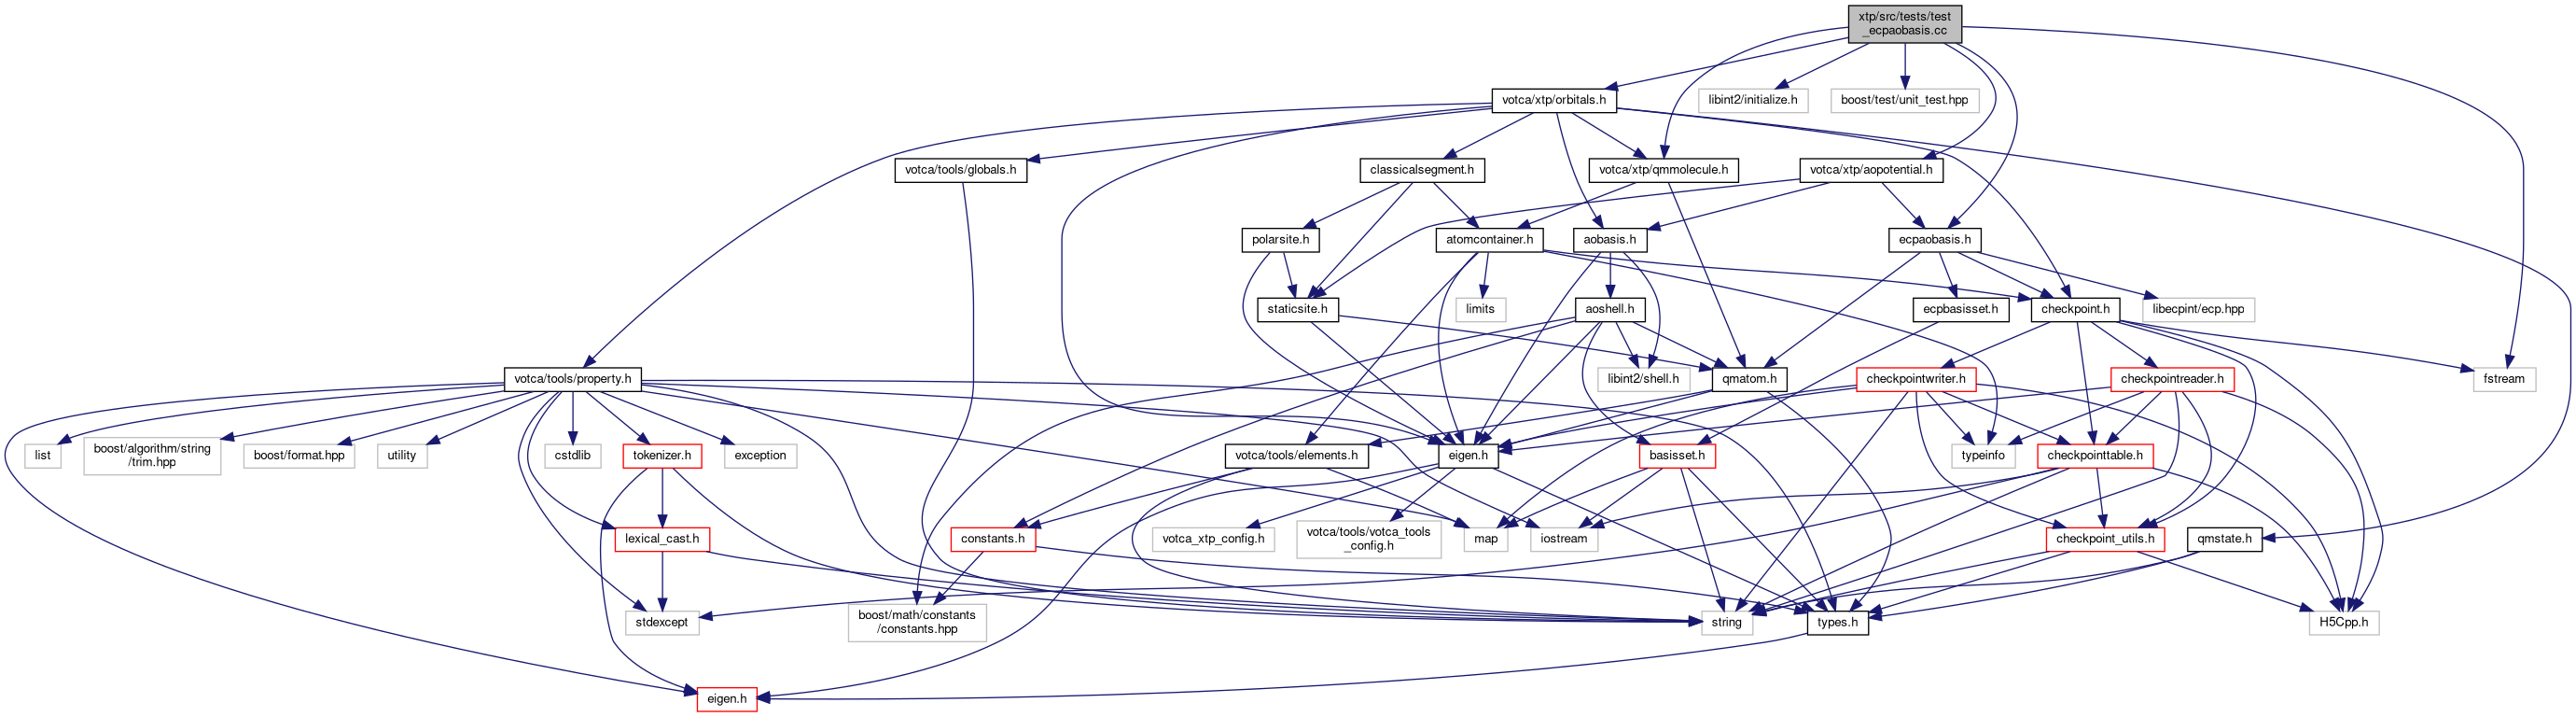 xtp/src/tests/test
_ecpaobasis.cc
votca/xtp/orbitals.h
libint2/initialize.h
boost/test/unit_test.hpp
votca/tools/globals.h
classicalsegment.h
votca/xtp/qmmolecule.h
votca/xtp/aopotential.h
polarsite.h
atomcontainer.h
aobasis.h
ecpaobasis.h
staticsite.h
limits
aoshell.h
ecpbasisset.h
checkpoint.h
libecpint/ecp.hpp
votca/tools/property.h
libint2/shell.h
qmatom.h
checkpointwriter.h
checkpointreader.h
fstream
list
boost/algorithm/string
/trim.hpp
boost/format.hpp
utility
cstdlib
tokenizer.h
exception
votca/tools/elements.h
eigen.h
basisset.h
typeinfo
checkpointtable.h
lexical_cast.h
constants.h
votca_xtp_config.h
votca/tools/votca_tools
_config.h
map
iostream
checkpoint_utils.h
qmstate.h
stdexcept
boost/math/constants
/constants.hpp
string
types.h
H5Cpp.h
eigen.h